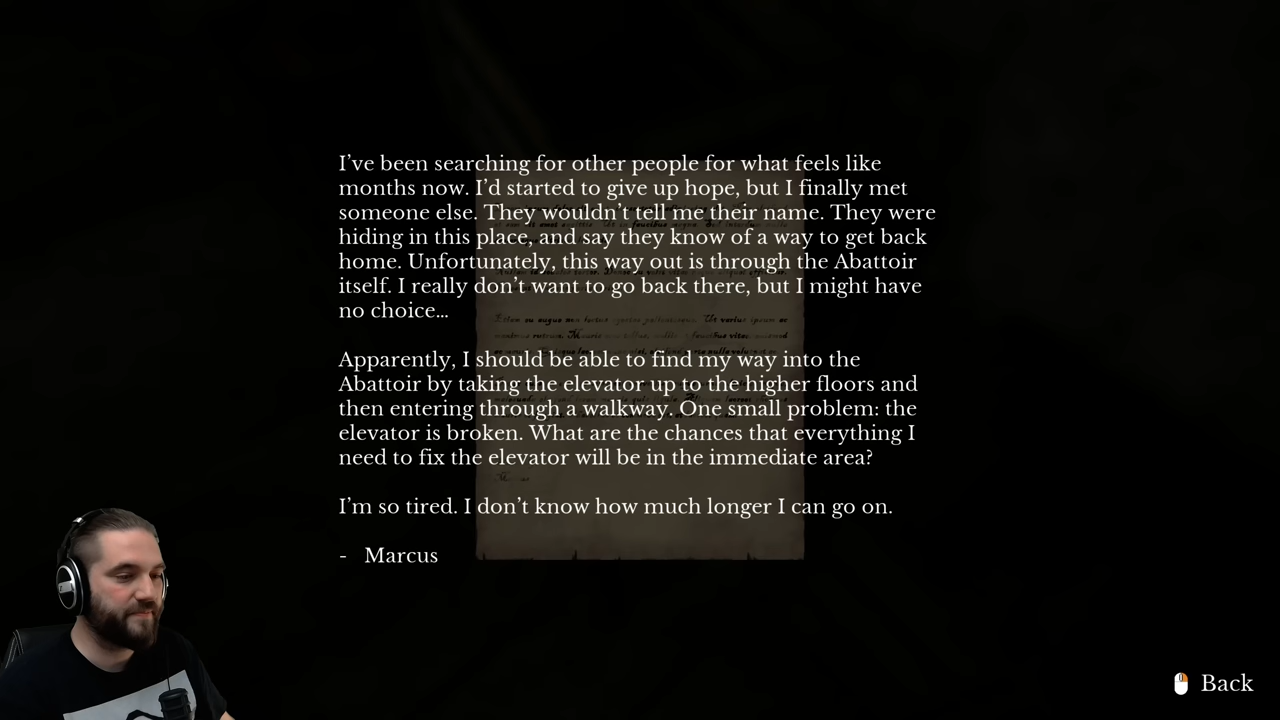 I’ve been searching for other people for what feels like
months now. I’d started to give up hope, but I finally met
someone else. They wouldn’t tell me their name. They were
hiding in this place, and say they know of a way to get back
home. Unfortunately, this way out is through the Abattoir
itself. I really don’t want to go back there, but I might have
no choice…
Apparently, I should be able to find my way into the
Abattoir by taking the elevator up to the higher floors and
then entering through a walkway. One small problem: the
elevator is broken. What are the chances that everything I
need to fix the elevator will be in the immediate area?
I’m so tired. I don’t know how much longer I can go on.
- Marcus
Back